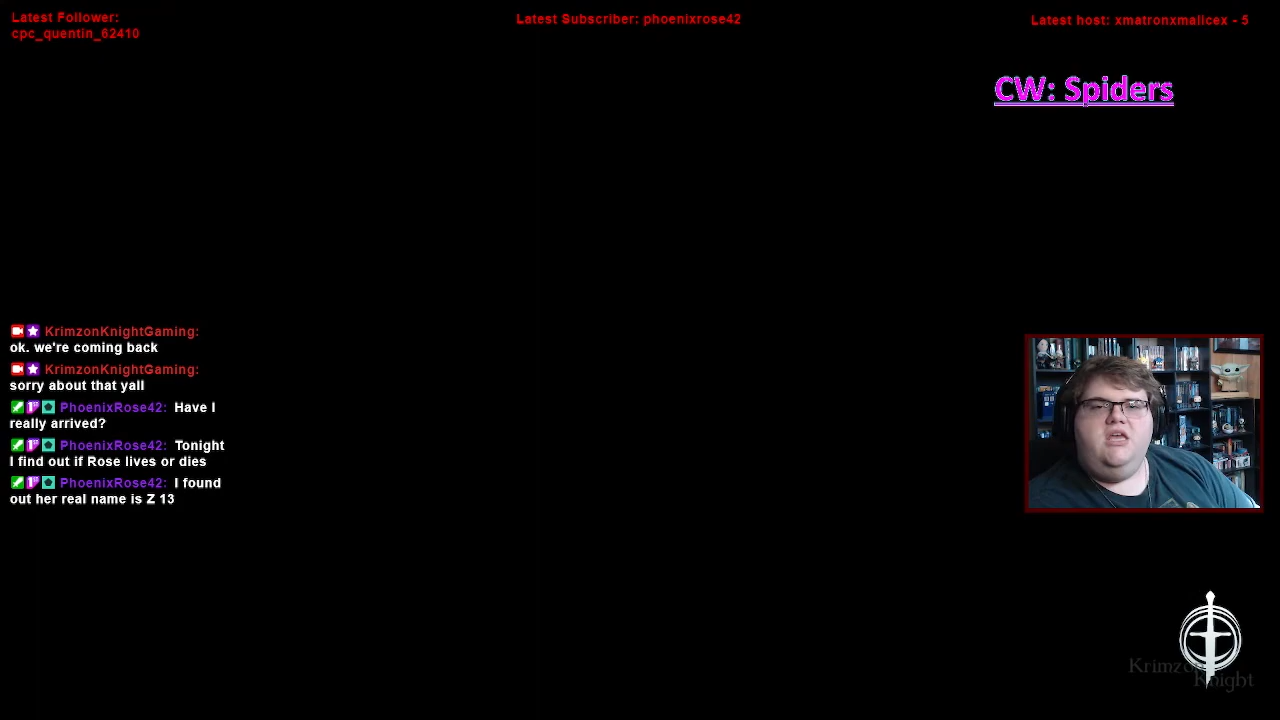 Latest Follower:
cpc_quentin_62410
Latest Subscriber: phoenixrose42
Latest host: xmatronxmalicex - 5
CW: Spiders
KrimzonKnightGaming:
ok. we're coming back
KrimzonKnightGaming:
sorry about that yall
PhoenixRose42: Have I
really arrived?
PhoenixRose42: Tonight
I find out if Rose lives or dies
PhoenixRose42: I found
out her real name is Z 13
Krimzon
Knight